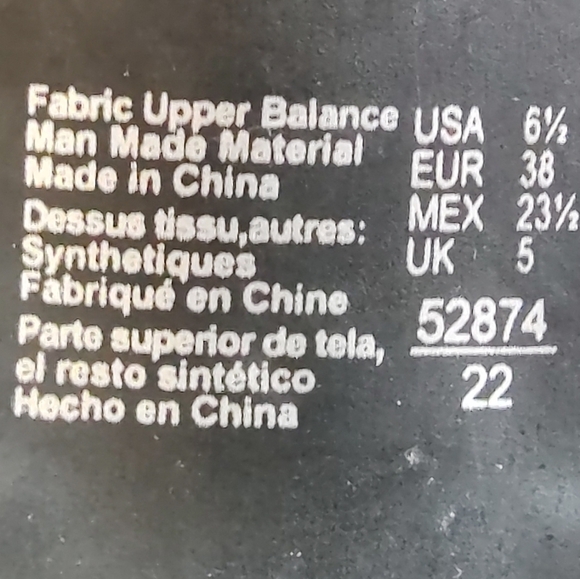 Fabric Upper Balance
Man Made Material
Made in China
Dessus tissu,autres:
Synthetiques
Fabriqué en Chine
Parte superior de tela,
el resto sintético
Hecho en China
USA 6½
EUR 38
MEX 23½
UK 5
52874
22